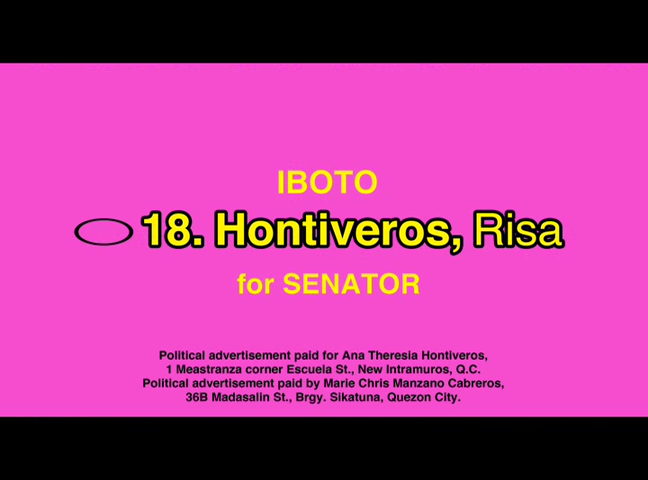 IBOTO
18. Hontiveros, Risa
for SENATOR
Political advertisement paid for Ana Theresia Hontiveros,
1 Meastranza corner Escuela St., New Intramuros, Q.C.
Political advertisement paid by Marie Chris Manzano Cabreros,
36B Madasalin St., Brgy. Sikatuna, Quezon City.